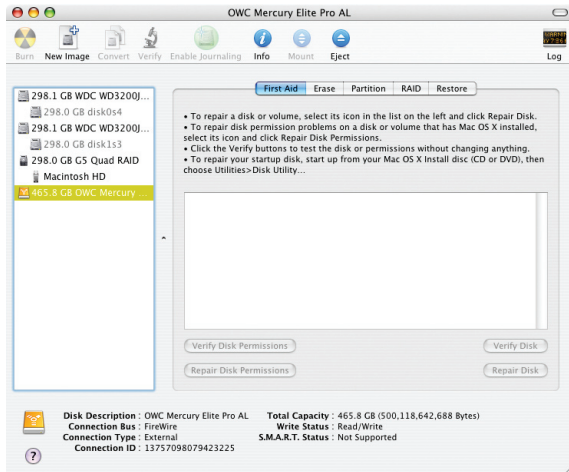 OWC Mercury Elite Pro AL
Burn New Image Convert Verify Enable Journaling Info Mount Eject Log
First Aid Erase Partition RAID Restore
298.1 GB WDC WD3200J...
298.0 GB disk0s4
298.1 GB WDC WD3200J...
298.0 GB disk1s3
298.0 GB G5 Quad RAID
Macintosh HD
465.8 GB OWC Mercury ...
• To repair a disk or volume, select its icon in the list on the left and click Repair Disk.
• To repair disk permission problems on a disk or volume that has Mac OS X installed,
select its icon and click Repair Disk Permissions.
• Click the Verify buttons to test the disk or permissions without changing anything.
• To repair your startup disk, start up from your Mac OS X Install disc (CD or DVD), then
choose Utilities>Disk Utility...
Verify Disk Permissions Verify Disk
Repair Disk Permissions Repair Disk
Disk Description : OWC Mercury Elite Pro AL Total Capacity : 465.8 GB (500,118,642,688 Bytes)
Connection Bus : FireWire Write Status : Read/Write
Connection Type : External S.M.A.R.T. Status : Not Supported
Connection ID : 13757098079423225
?